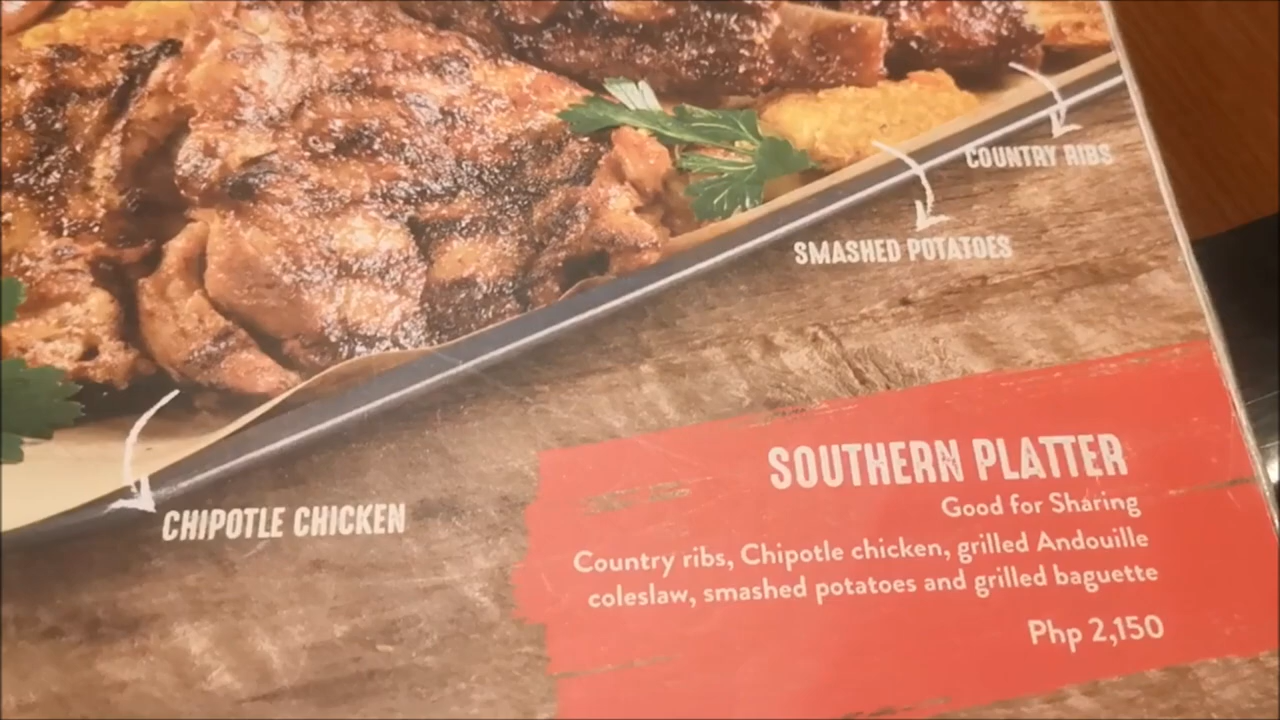 COUNTRY RIBS
SMASHED POTATOES
CHIPOTLE CHICKEN
SOUTHERN PLATTER
Good for Sharing
Country ribs, Chipotle chicken, grilled Andouille
coleslaw, smashed potatoes and grilled baguette
Php 2,150